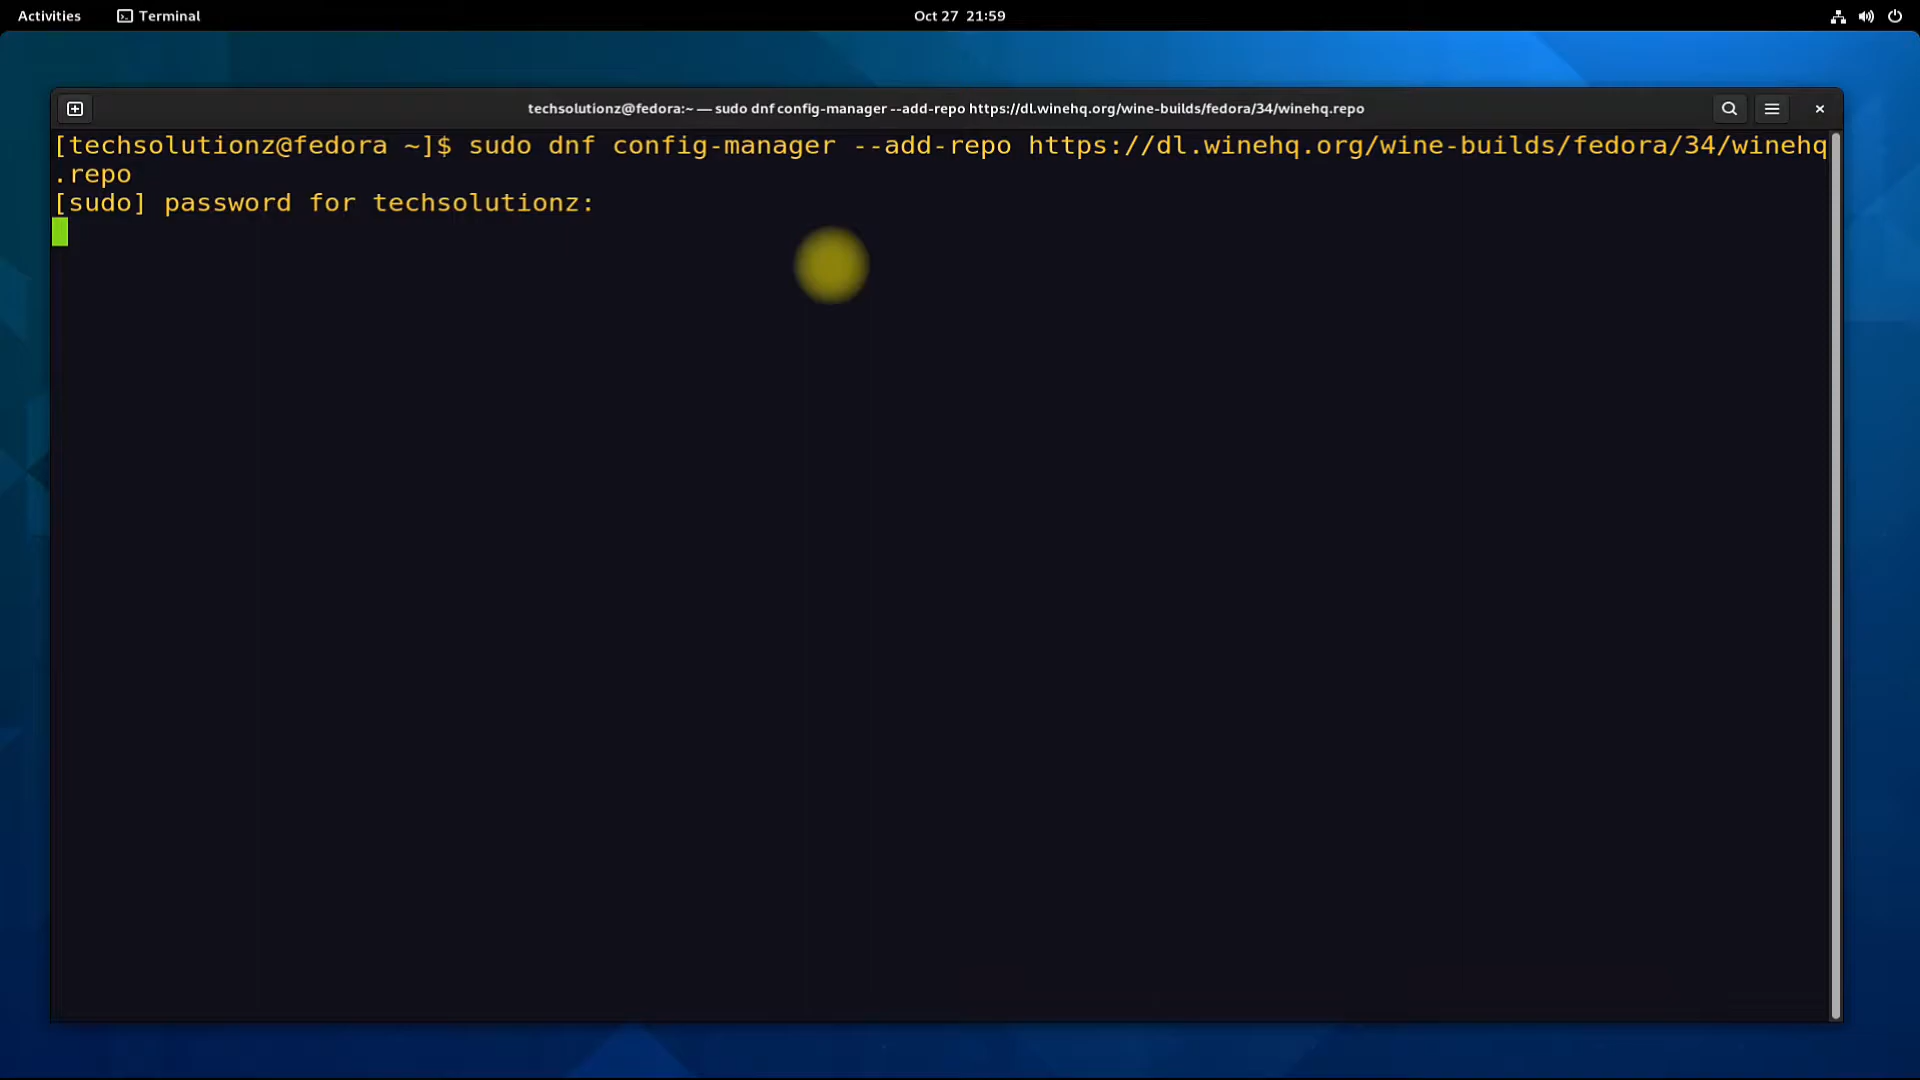 Activities Terminal Oct 27 21:59
techsolutionz@fedora:~ — sudo dnf config-manager --add-repo https://dl.winehq.org/wine-builds/fedora/34/winehq.repo
[techsolutionz@fedora ~]$ sudo dnf config-manager --add-repo https://dl.winehq.org/wine-builds/fedora/34/winehq
.repo
[sudo] password for techsolutionz: